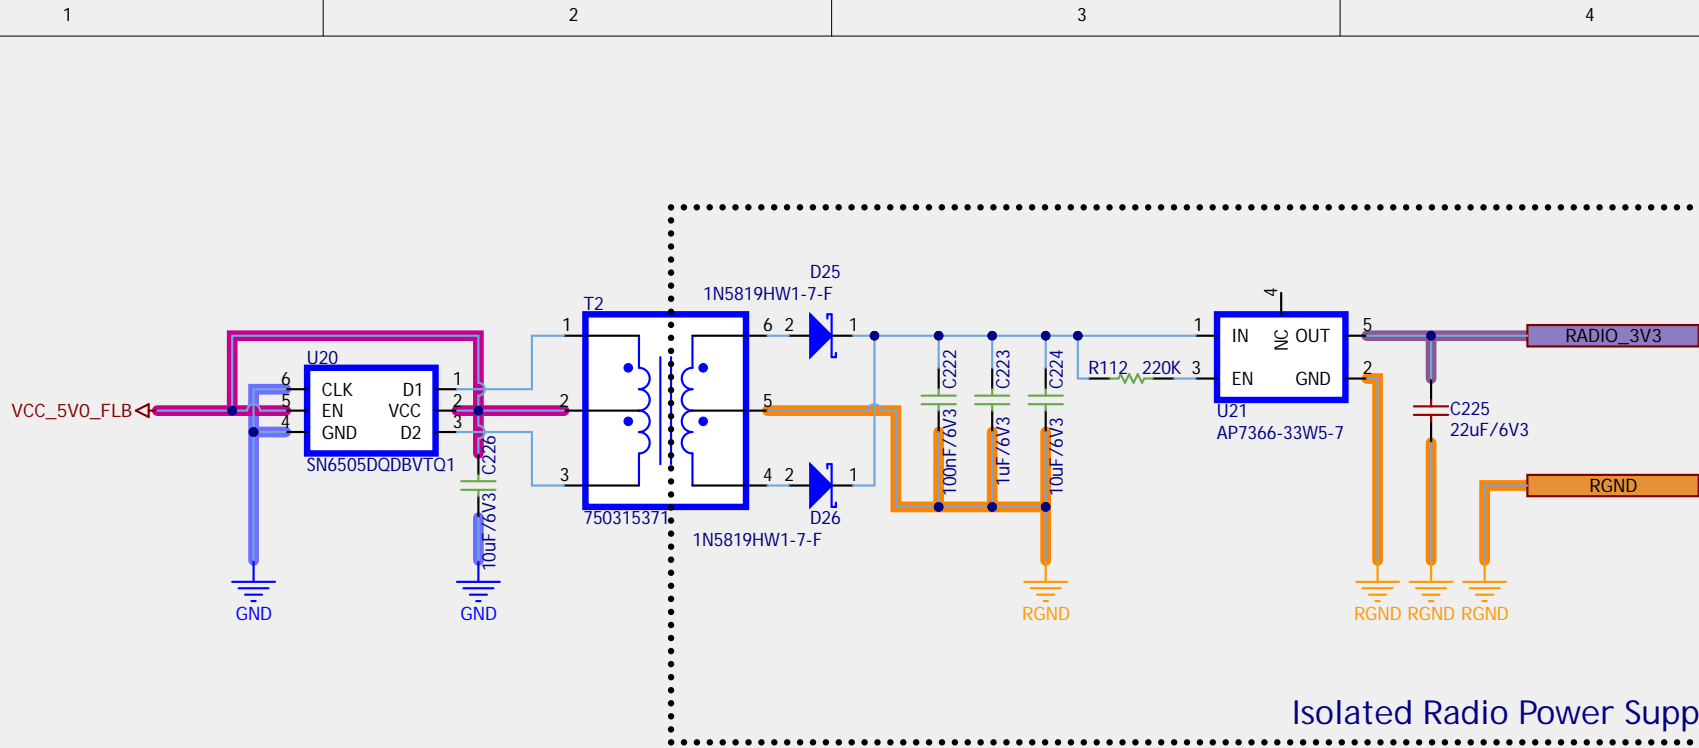 1
2
3
4
VCC_5V0_FLB
U20
6
CLK
D1
1
5
EN
VCC
2
4
GND
D2
3
SN6505DQDBVTQ1
C226
10uF/6V3
GND
GND
T2
1
2
3
6
5
4
750315371
D25
1N5819HW1-7-F
2
1
2
1
D26
1N5819HW1-7-F
C222
100nF/6V3
C223
1uF/6V3
C224
10uF/6V3
RGND
R112
220K
4
1
IN
NC
OUT
5
3
EN
GND
2
U21
AP7366-33W5-7
C225
22uF/6V3
RADIO_3V3
RGND
RGND
RGND
RGND
Isolated Radio Power Supp